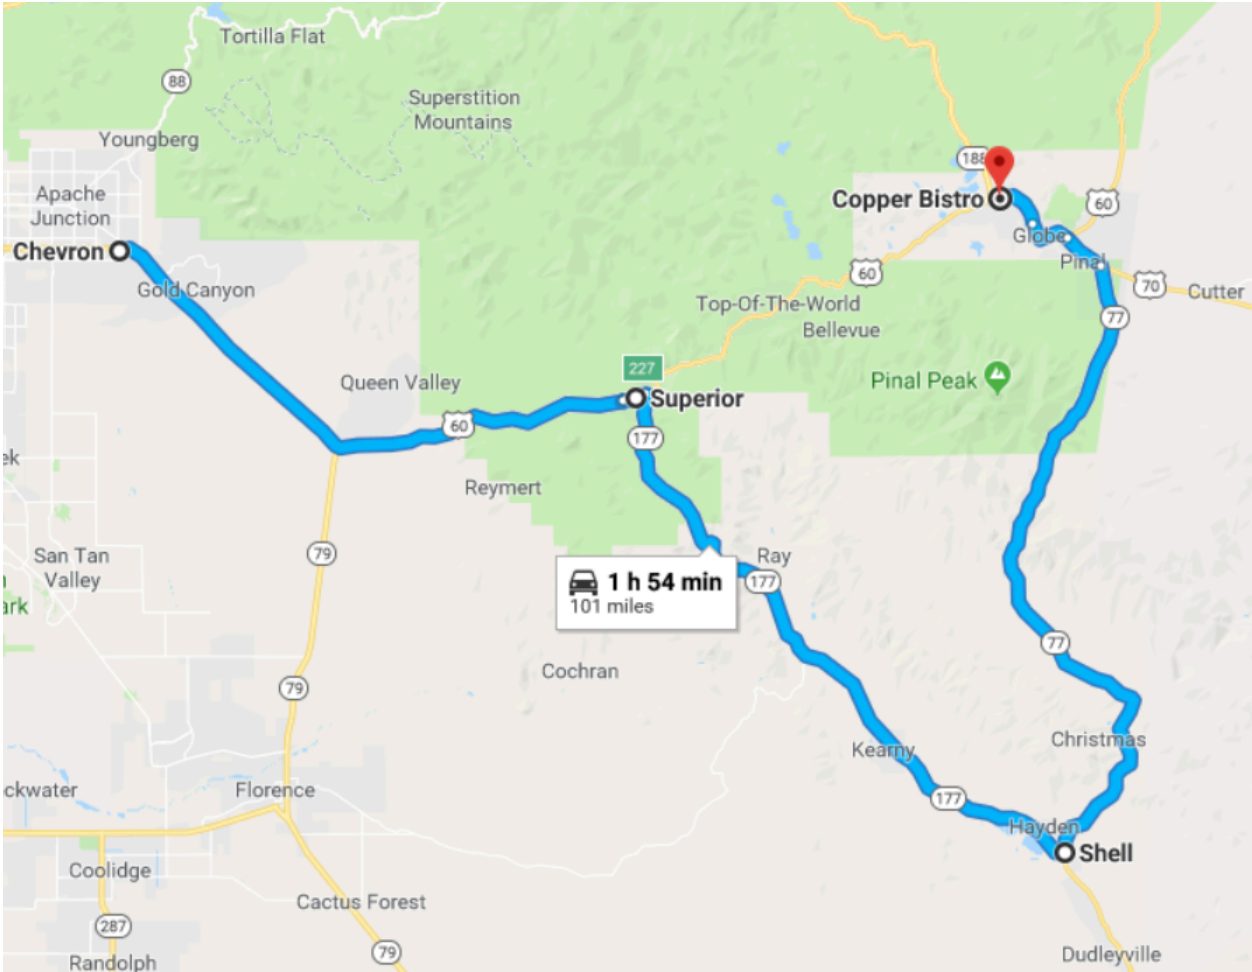 Tortilla Flat
88
Superstition
Mountains
Youngberg
188
Apache
Junction
Copper Bistro
60
Chevron
Globe
Pinal
Gold Canyon
60
70
Cutter
Top-Of-The-World
77
Bellevue
227
Queen Valley
Pinal Peak
Superior
60
177
ek
Reymert
79
San Tan
Valley
Ray
1 h 54 min
177
101 miles
ark
77
Cochran
79
Kearny
Christmas
ckwater
Florence
177
Hayden
Shell
Coolidge
Cactus Forest
287
79
Dudleyville
Randolph